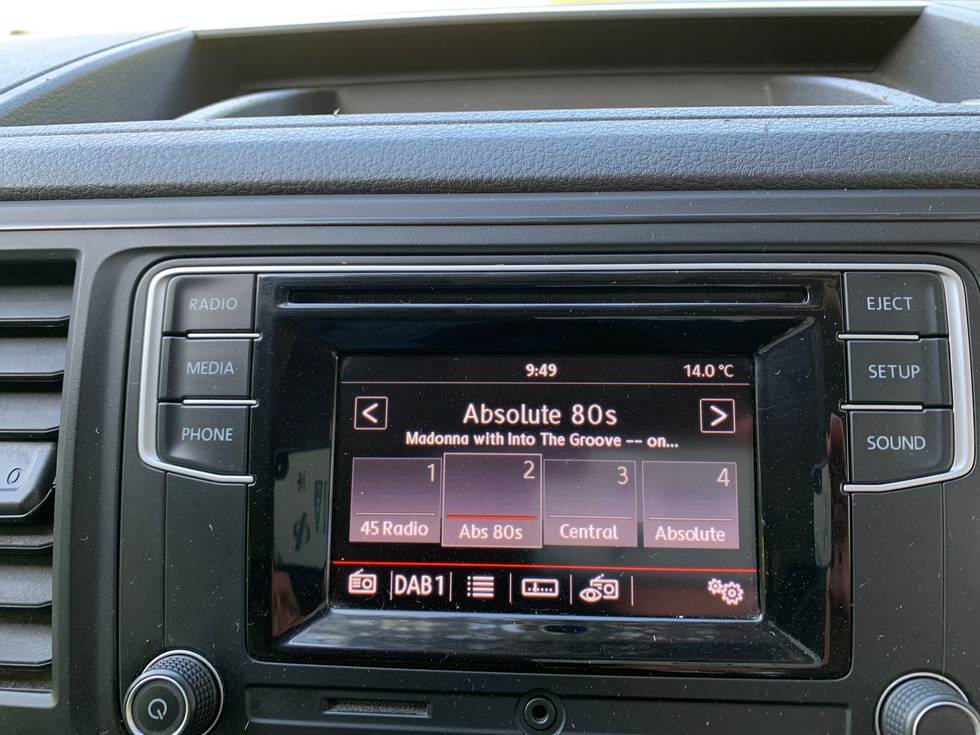 RADIO
MEDIA
PHONE
EJECT
SETUP
SOUND
9:49 14.0 °C
< Absolute 80s >
Madonna with Into The Groove -- on...
1 2 3 4
45 Radio Abs 80s Central Absolute
DAB1
0